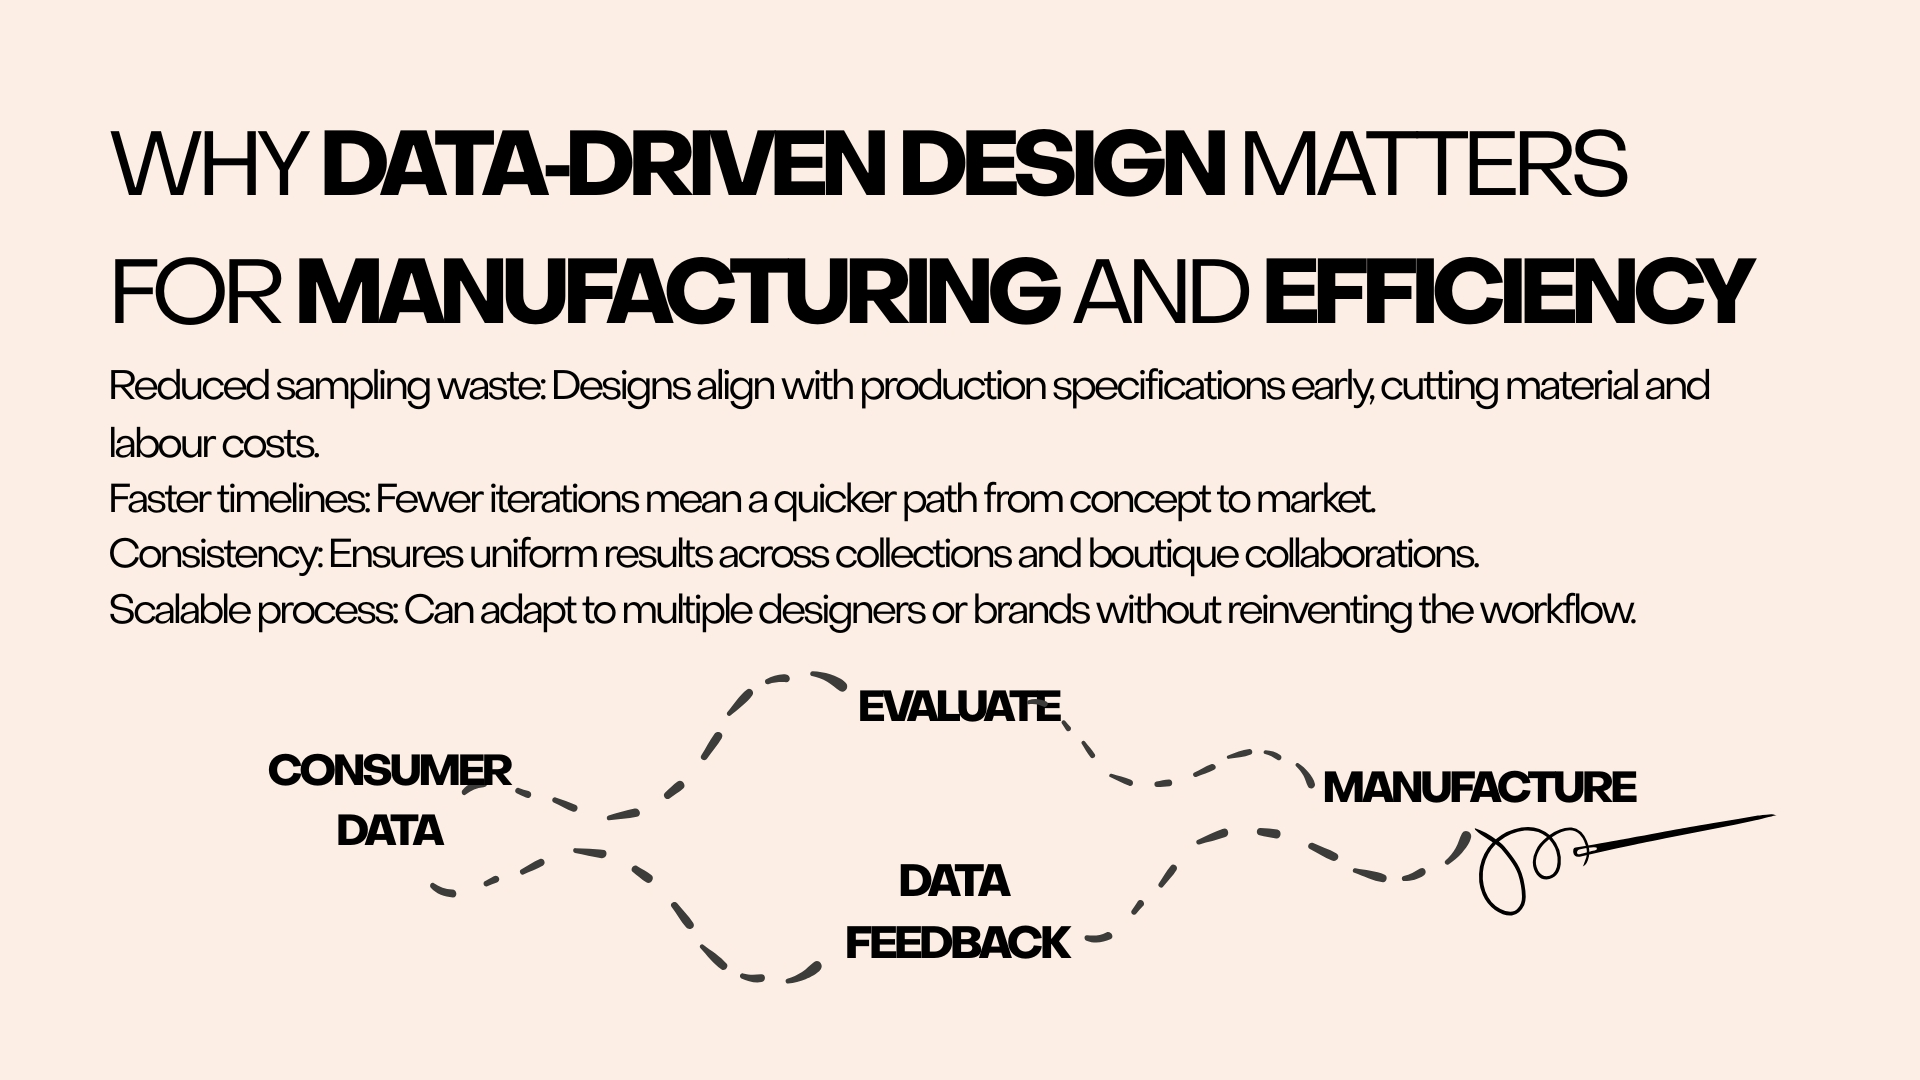 WHY DATA-DRIVEN DESIGN MATTERS
FOR MANUFACTURING AND EFFICIENCY
Reduced sampling waste: Designs align with production specifications early, cutting material and
labour costs.
Faster timelines: Fewer iterations mean a quicker path from concept to market.
Consistency: Ensures uniform results across collections and boutique collaborations.
Scalable process: Can adapt to multiple designers or brands without reinventing the workflow.
EVALUATE
CONSUMER
DATA
MANUFACTURE
DATA
FEEDBACK